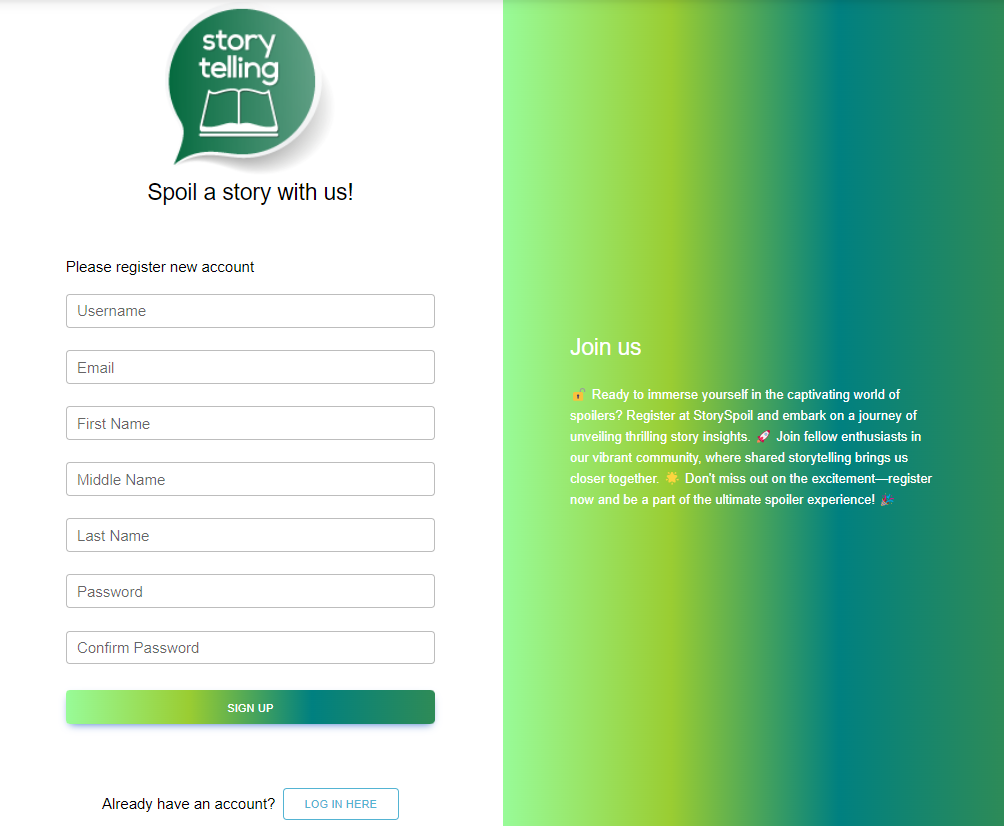 story
telling
Spoil a story with us!
Please register new account
Username
Email
First Name
Middle Name
Last Name
Password
Confirm Password
SIGN UP
Already have an account? LOG IN HERE
Join us
🔓 Ready to immerse yourself in the captivating world of
spoilers? Register at StorySpoil and embark on a journey of
unveiling thrilling story insights. 🚀 Join fellow enthusiasts in
our vibrant community, where shared storytelling brings us
closer together. 🌟 Don't miss out on the excitement—register
now and be a part of the ultimate spoiler experience! 🎉